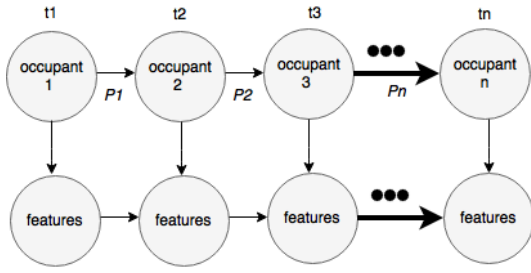 t1 t2 t3 tn
occupant 1
occupant 2
occupant 3
occupant n
P1 P2 Pn
features features features features